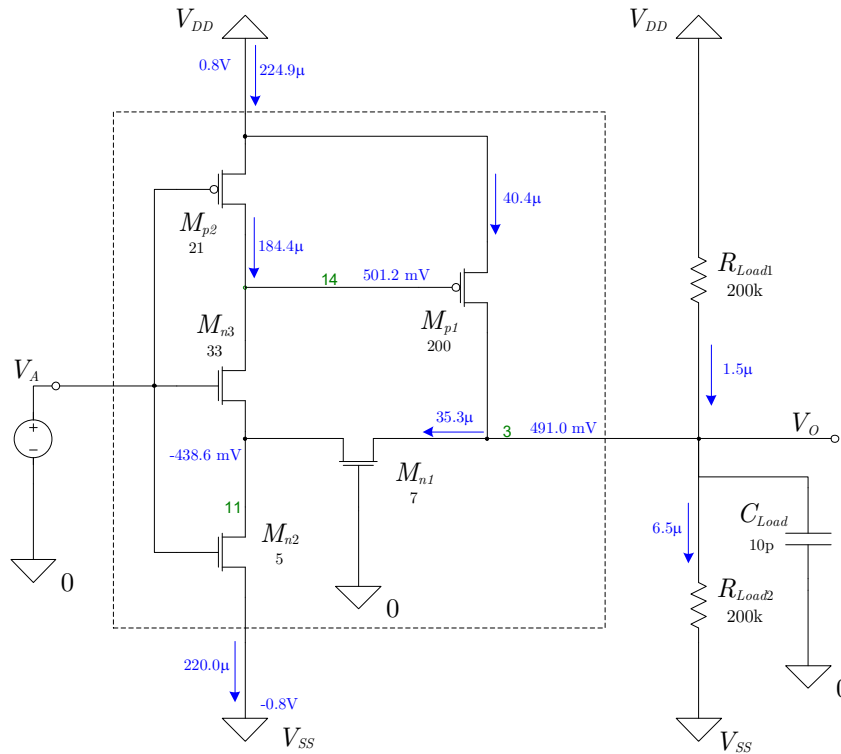 V_DD
V_DD
0.8V
224.9μ
40.4μ
M_p2
21
184.4μ
14
501.2 mV
R_Load1
200k
M_p1
200
M_n3
33
V_A
1.5μ
35.3μ
3
491.0 mV
V_O
+
−
-438.6 mV
M_n1
7
11
M_n2
5
C_Load
10p
6.5μ
0
0
R_Load2
200k
220.0μ
0
-0.8V
V_SS
V_SS